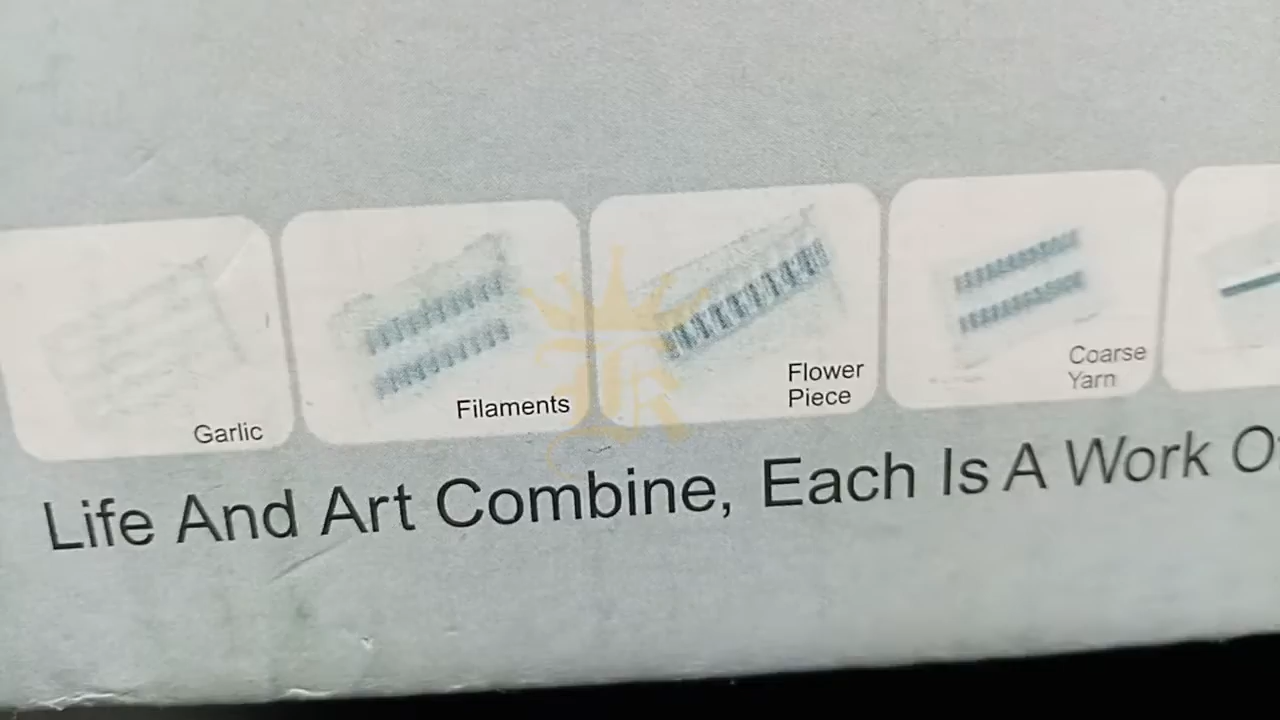 Garlic
Filaments
Flower
Piece
Coarse
Yarn
Life And Art Combine, Each Is A Work